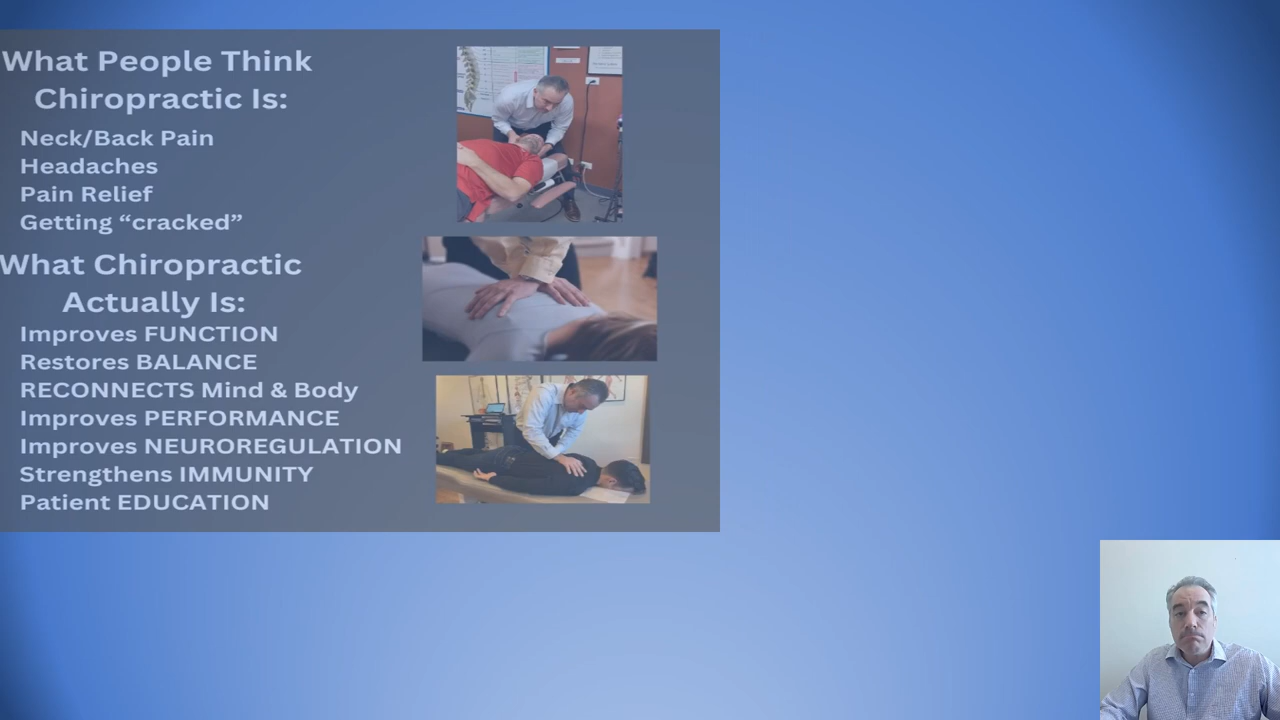 What People Think
Chiropractic Is:
Neck/Back Pain
Headaches
Pain Relief
Getting “cracked”
What Chiropractic
Actually Is:
Improves FUNCTION
Restores BALANCE
RECONNECTS Mind & Body
Improves PERFORMANCE
Improves NEUROREGULATION
Strengthens IMMUNITY
Patient EDUCATION